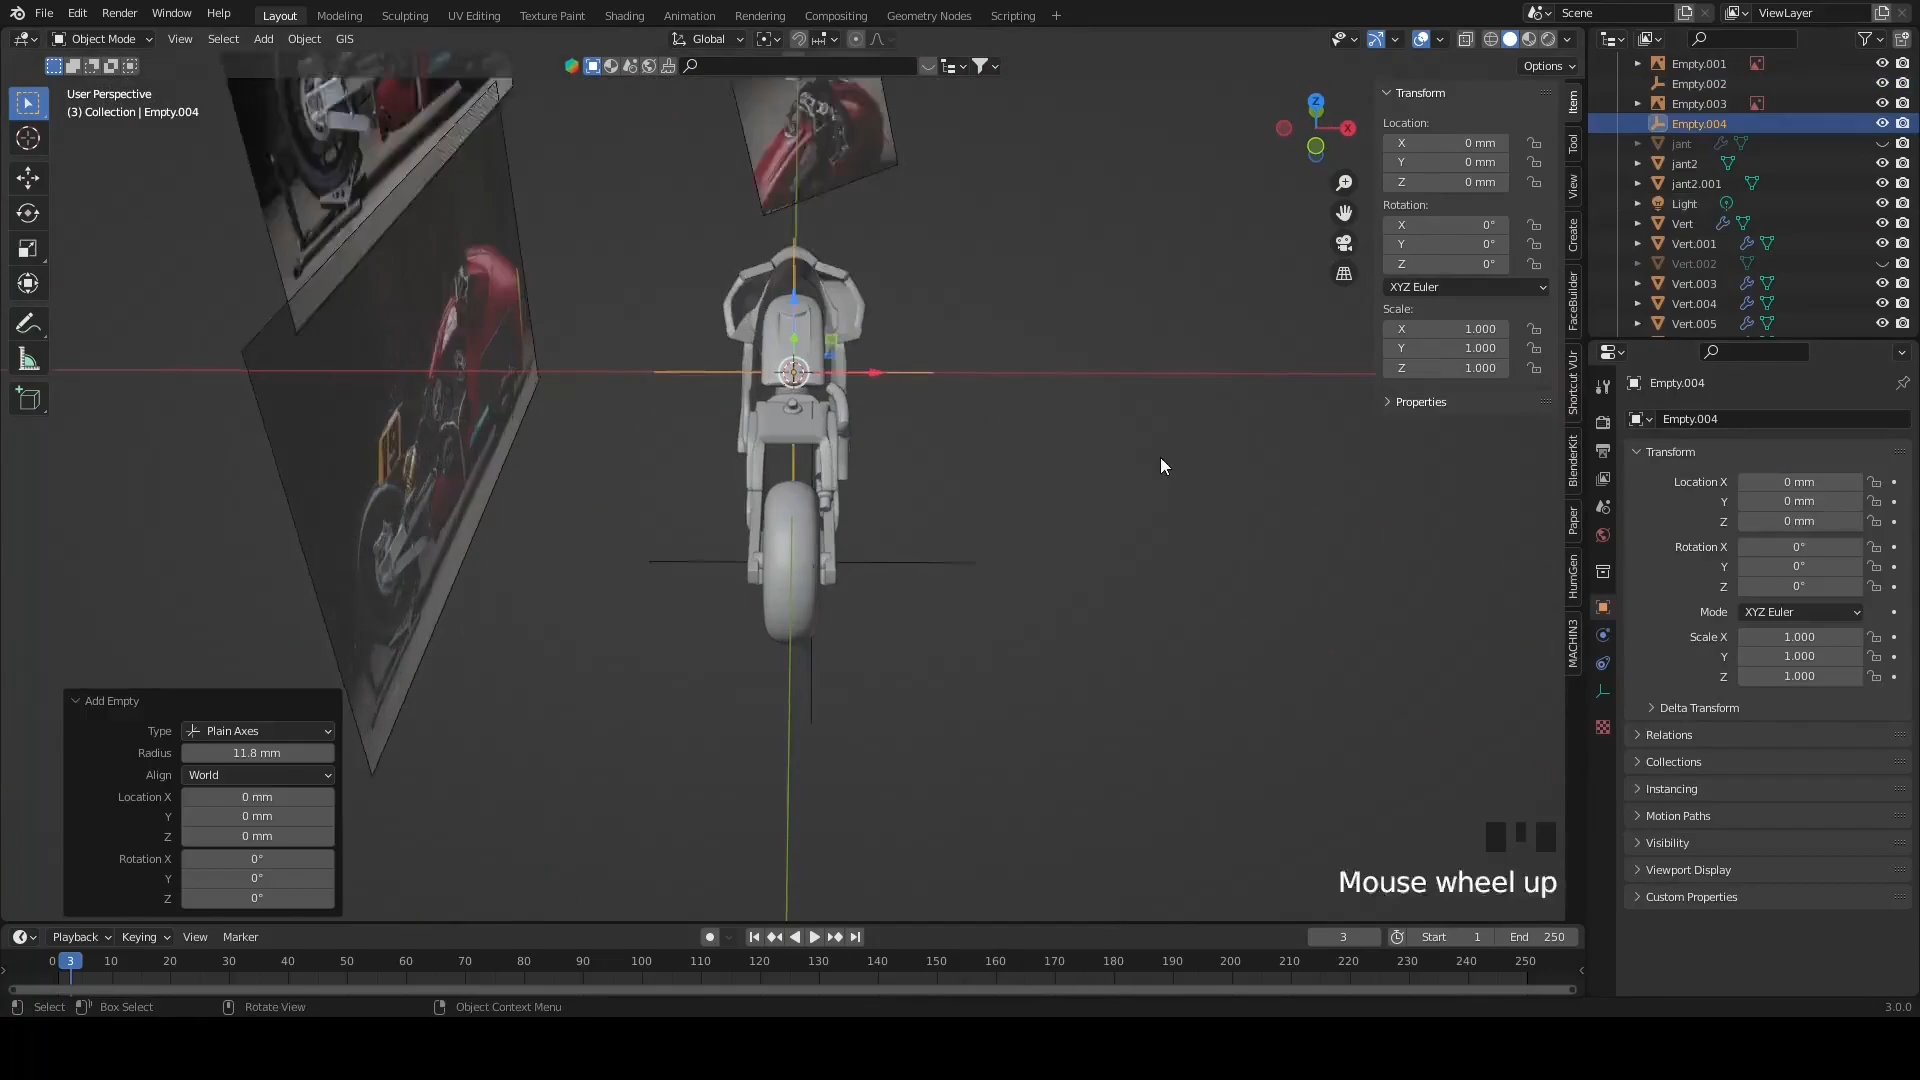 File Edit Render Window Help Layout Modeling Sculpting UV Editing Texture Paint Shading Animation Rendering Compositing Geometry Nodes Scripting + Scene ViewLayer
Object Mode View Select Add Object GIS Global
Options
User Perspective
(3) Collection | Empty.004
Z
X
Transform
Location:
X 0 mm
Y 0 mm
Z 0 mm
Rotation:
X 0°
Y 0°
Z 0°
XYZ Euler
Scale:
X 1.000
Y 1.000
Z 1.000
Properties
Item
Tool
View
Create
FaceBuilder
Shortcut VUr
BlenderKit
Paper
HumGen
MACHIN3
Empty.001
Empty.002
Empty.003
Empty.004
jant
jant2
jant2.001
Light
Vert
Vert.001
Vert.002
Vert.003
Vert.004
Vert.005
Empty.004
Empty.004
Transform
Location X 0 mm
Y 0 mm
Z 0 mm
Rotation X 0°
Y 0°
Z 0°
Mode XYZ Euler
Scale X 1.000
Y 1.000
Z 1.000
Delta Transform
Relations
Collections
Instancing
Motion Paths
Visibility
Viewport Display
Custom Properties
Add Empty
Type Plain Axes
Radius 11.8 mm
Align World
Location X 0 mm
Y 0 mm
Z 0 mm
Rotation X 0°
Y 0°
Z 0°
Mouse wheel up
Playback Keying View Marker 3 Start 1 End 250
0 3 10 20 30 40 50 60 70 80 90 100 110 120 130 140 150 160 170 180 190 200 210 220 230 240 250
Select Box Select Rotate View Object Context Menu 3.0.0